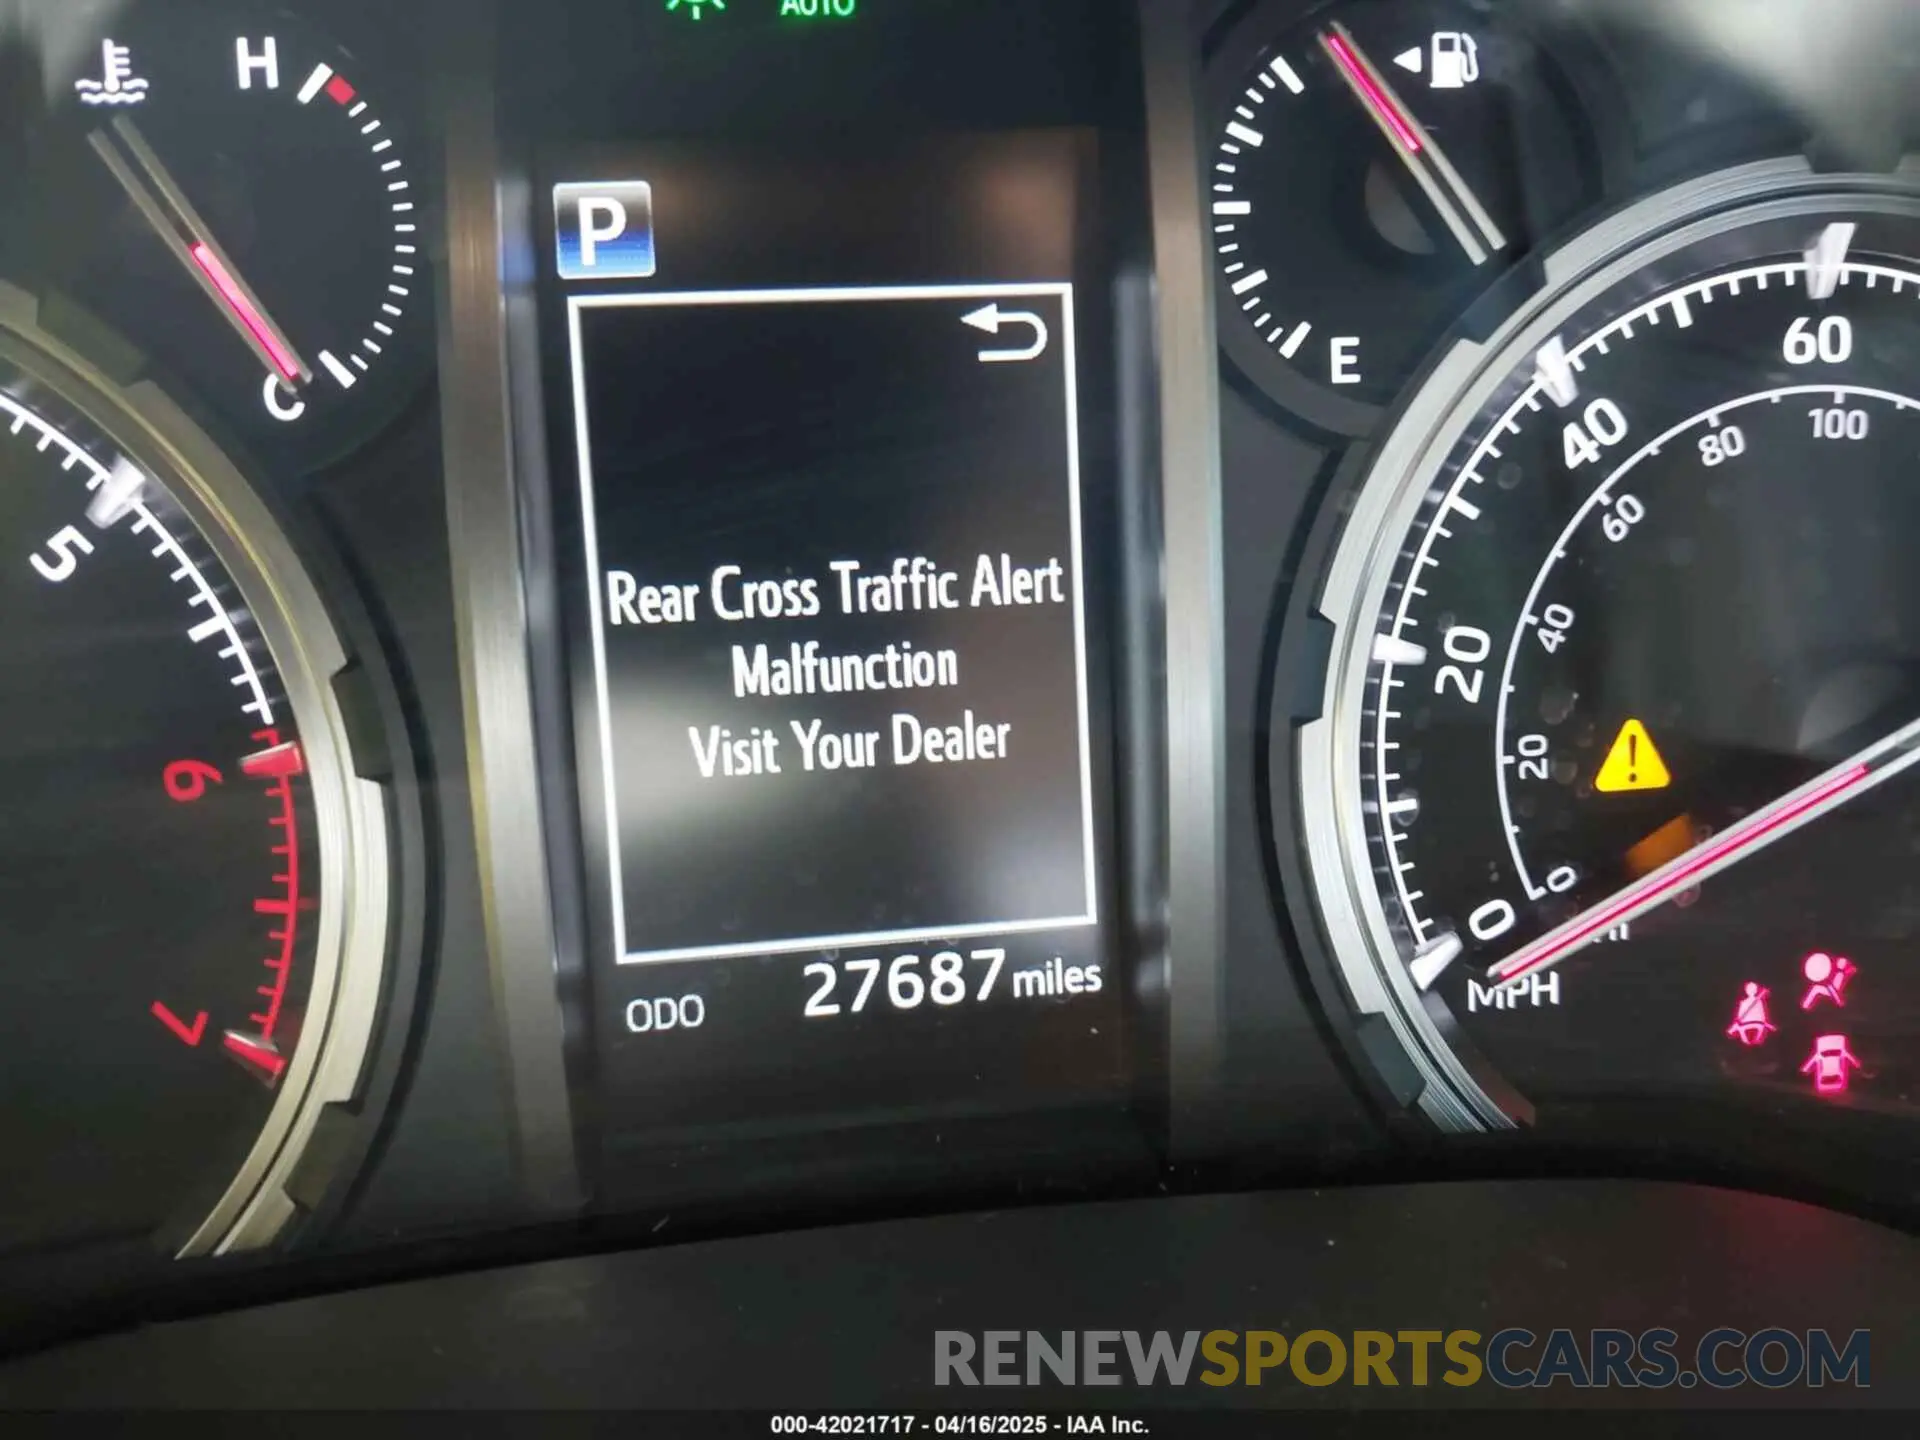 AUTO
H
C
P
E
Rear Cross Traffic Alert
Malfunction
Visit Your Dealer
ODO 27687 miles
5
6
7
0
20
40
60
0
20
40
60
80
100
MPH
RENEWSPORTSCARS.COM
000-42021717 - 04/16/2025 - IAA Inc.